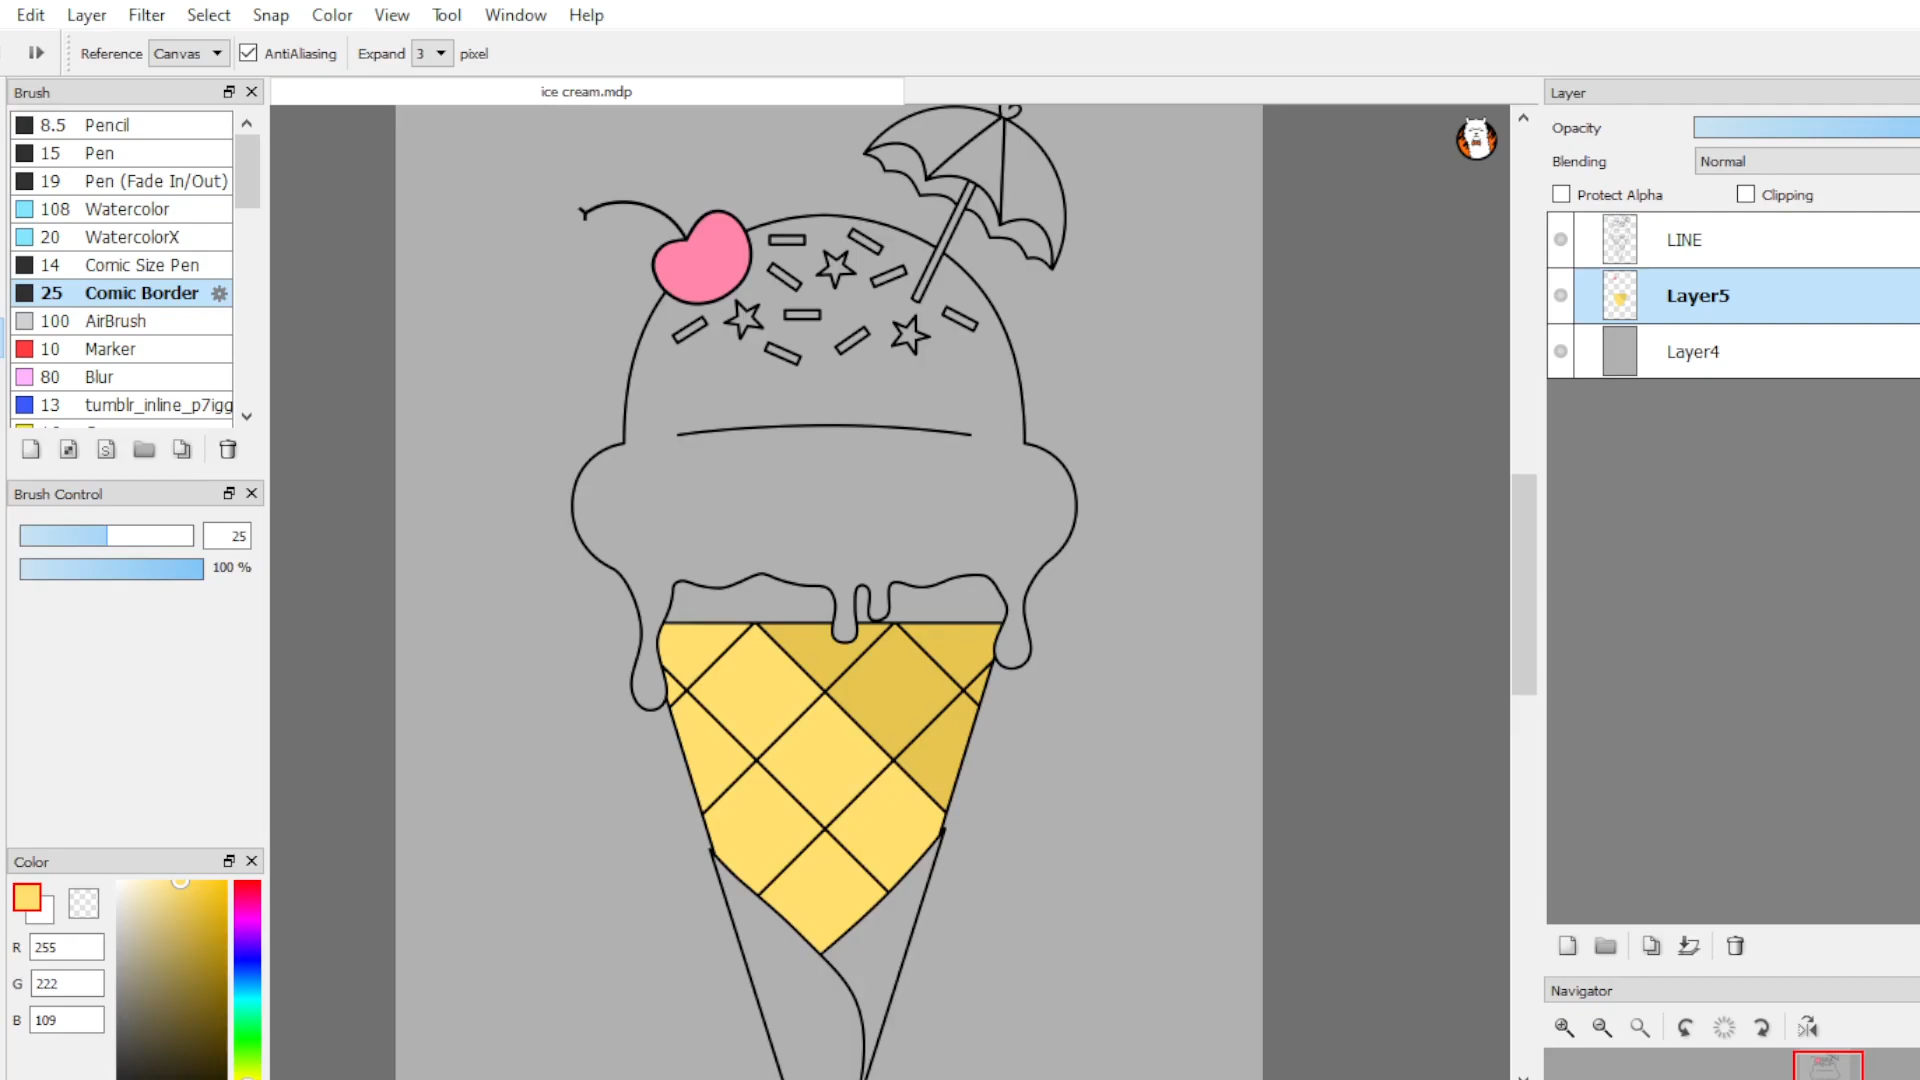 Edit Layer Filter Select Snap Color View Tool Window Help
Reference Canvas AntiAliasing Expand 3 pixel
Brush
ice cream.mdp
8.5 Pencil
15 Pen
19 Pen (Fade In/Out)
108 Watercolor
20 WatercolorX
14 Comic Size Pen
25 Comic Border
100 AirBrush
10 Marker
80 Blur
13 tumblr_inline_p7igg
S
Brush Control
25
100 %
Color
R 255
G 222
B 109
Layer
Opacity
Blending Normal
Protect Alpha Clipping
LINE
Layer5
Layer4
Navigator